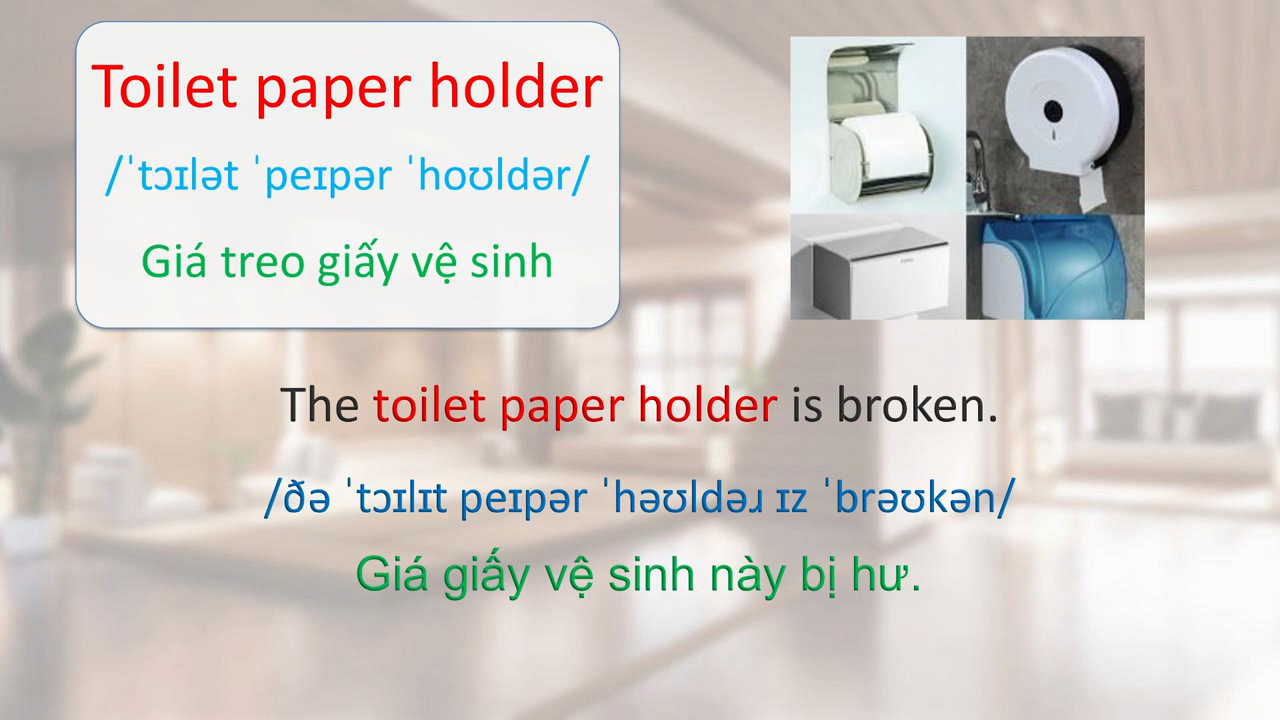 Toilet paper holder
/ˈtɔɪlət ˈpeɪpər ˈhoʊldər/
Giá treo giấy vệ sinh
The toilet paper holder is broken.
/ðə ˈtɔɪlɪt peɪpər ˈhəʊldəɹ ɪz ˈbrəʊkən/
Giá giấy vệ sinh này bị hư.